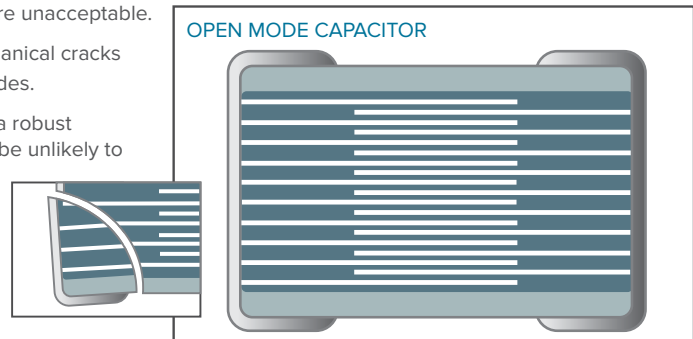 re unacceptable.
OPEN MODE CAPACITOR
anical cracks
des.
a robust
be unlikely to